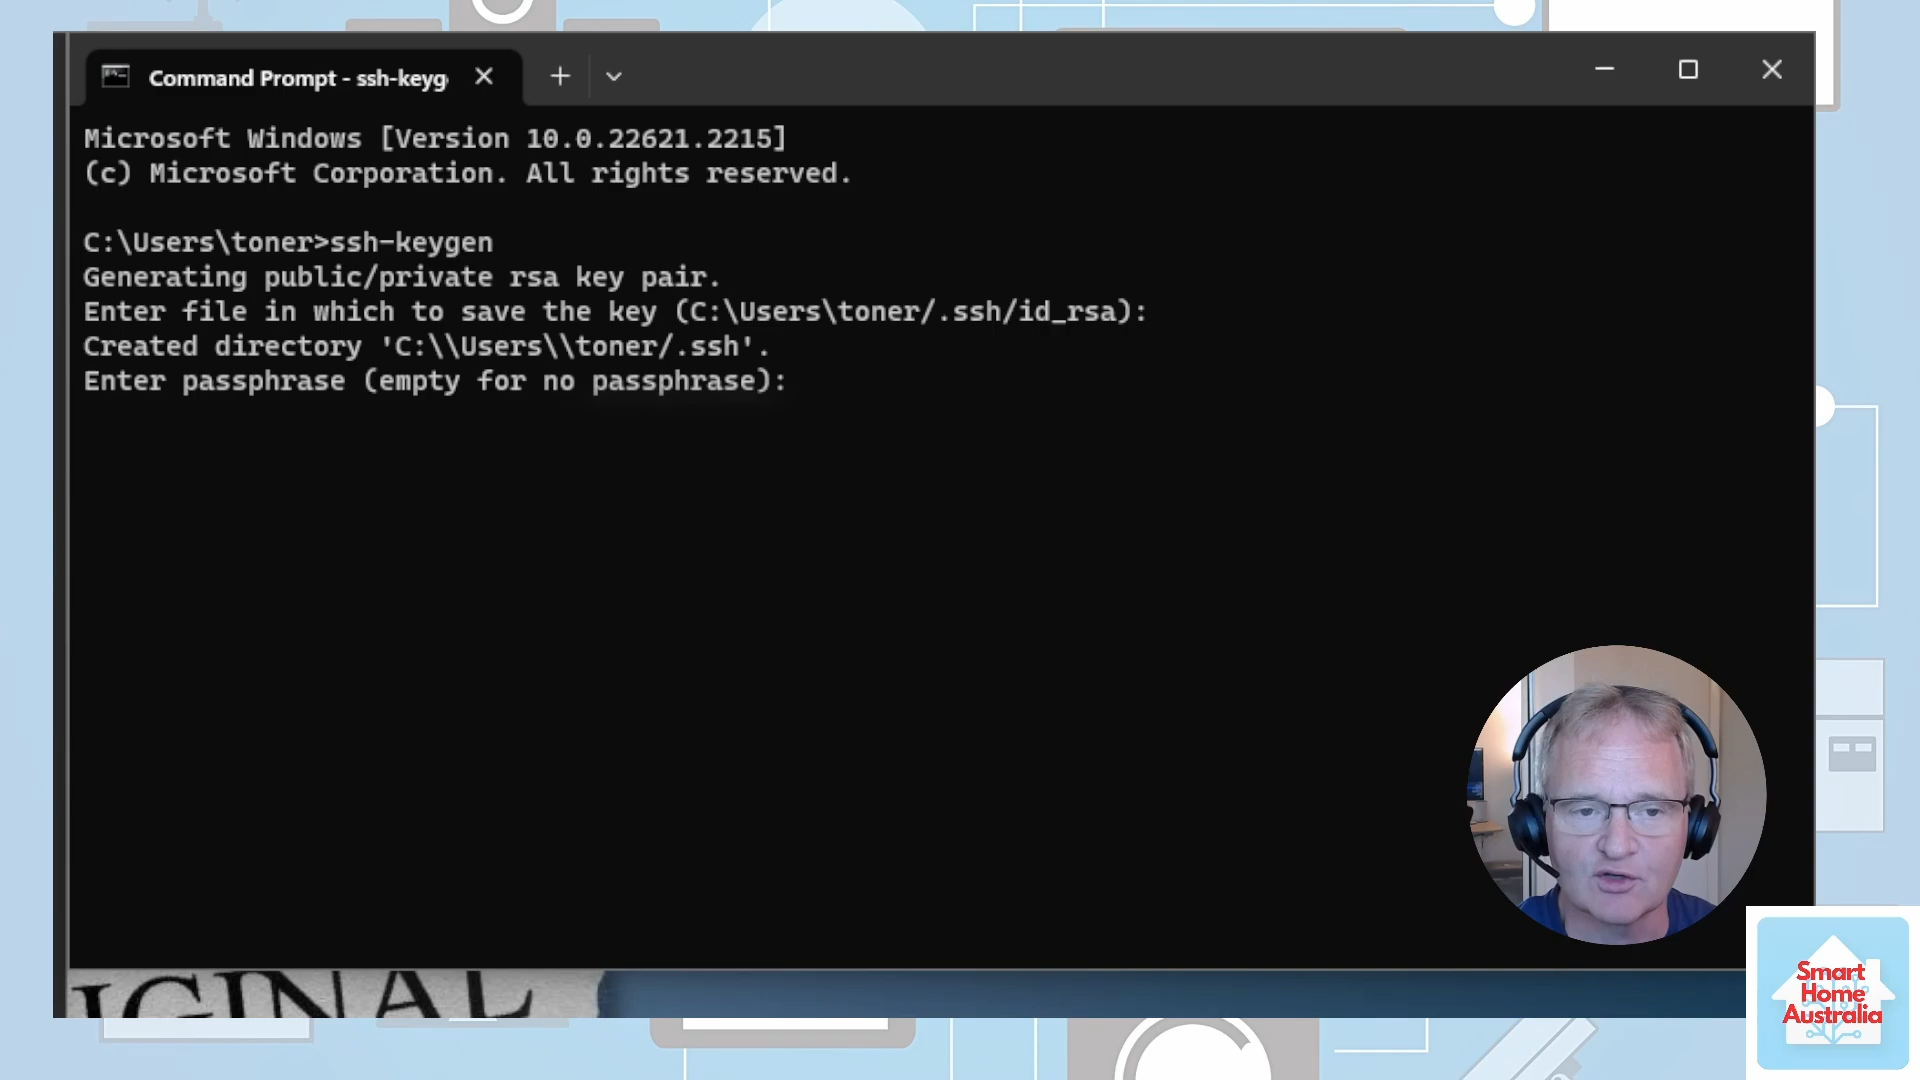 Command Prompt - ssh-keyg
Microsoft Windows [Version 10.0.22621.2215]
(c) Microsoft Corporation. All rights reserved.
C:\Users\toner>ssh-keygen
Generating public/private rsa key pair.
Enter file in which to save the key (C:\Users\toner/.ssh/id_rsa):
Created directory 'C:\\Users\\toner/.ssh'.
Enter passphrase (empty for no passphrase):
IGINAL
Smart
Home
Australia